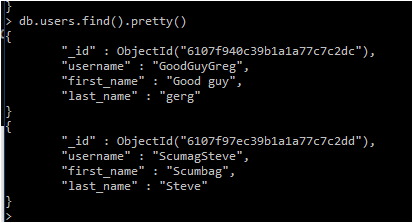 }
> db.users.find().pretty()
{
"_id" : ObjectId("6107f940c39b1a1a77c7c2dc"),
"username" : "GoodGuyGreg",
"first_name" : "Good guy",
"last_name" : "gerg"
}
{
"_id" : ObjectId("6107f97ec39b1a1a77c7c2dd"),
"username" : "ScumagSteve",
"first_name" : "Scumbag",
"last_name" : "Steve"
}
>